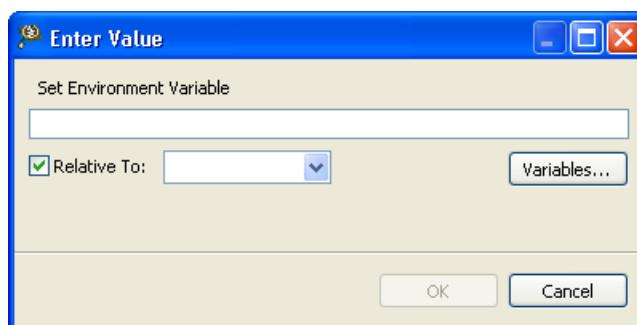 Enter Value
Set Environment Variable
Relative To:
Variables...
OK
Cancel